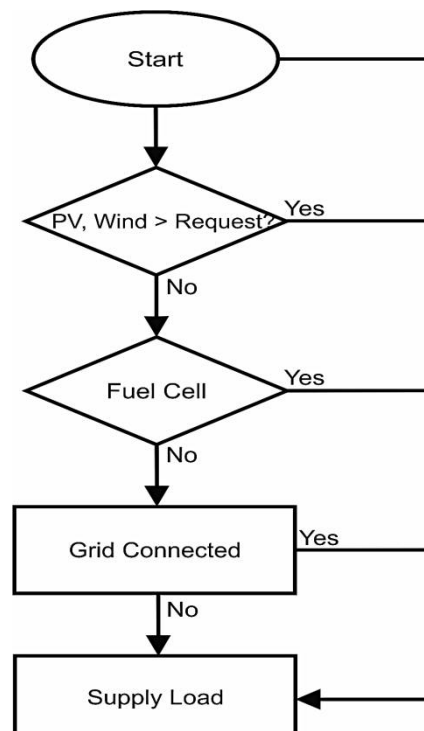 Start
PV, Wind > Request?
Yes
No
Fuel Cell
Yes
No
Grid Connected
Yes
No
Supply Load